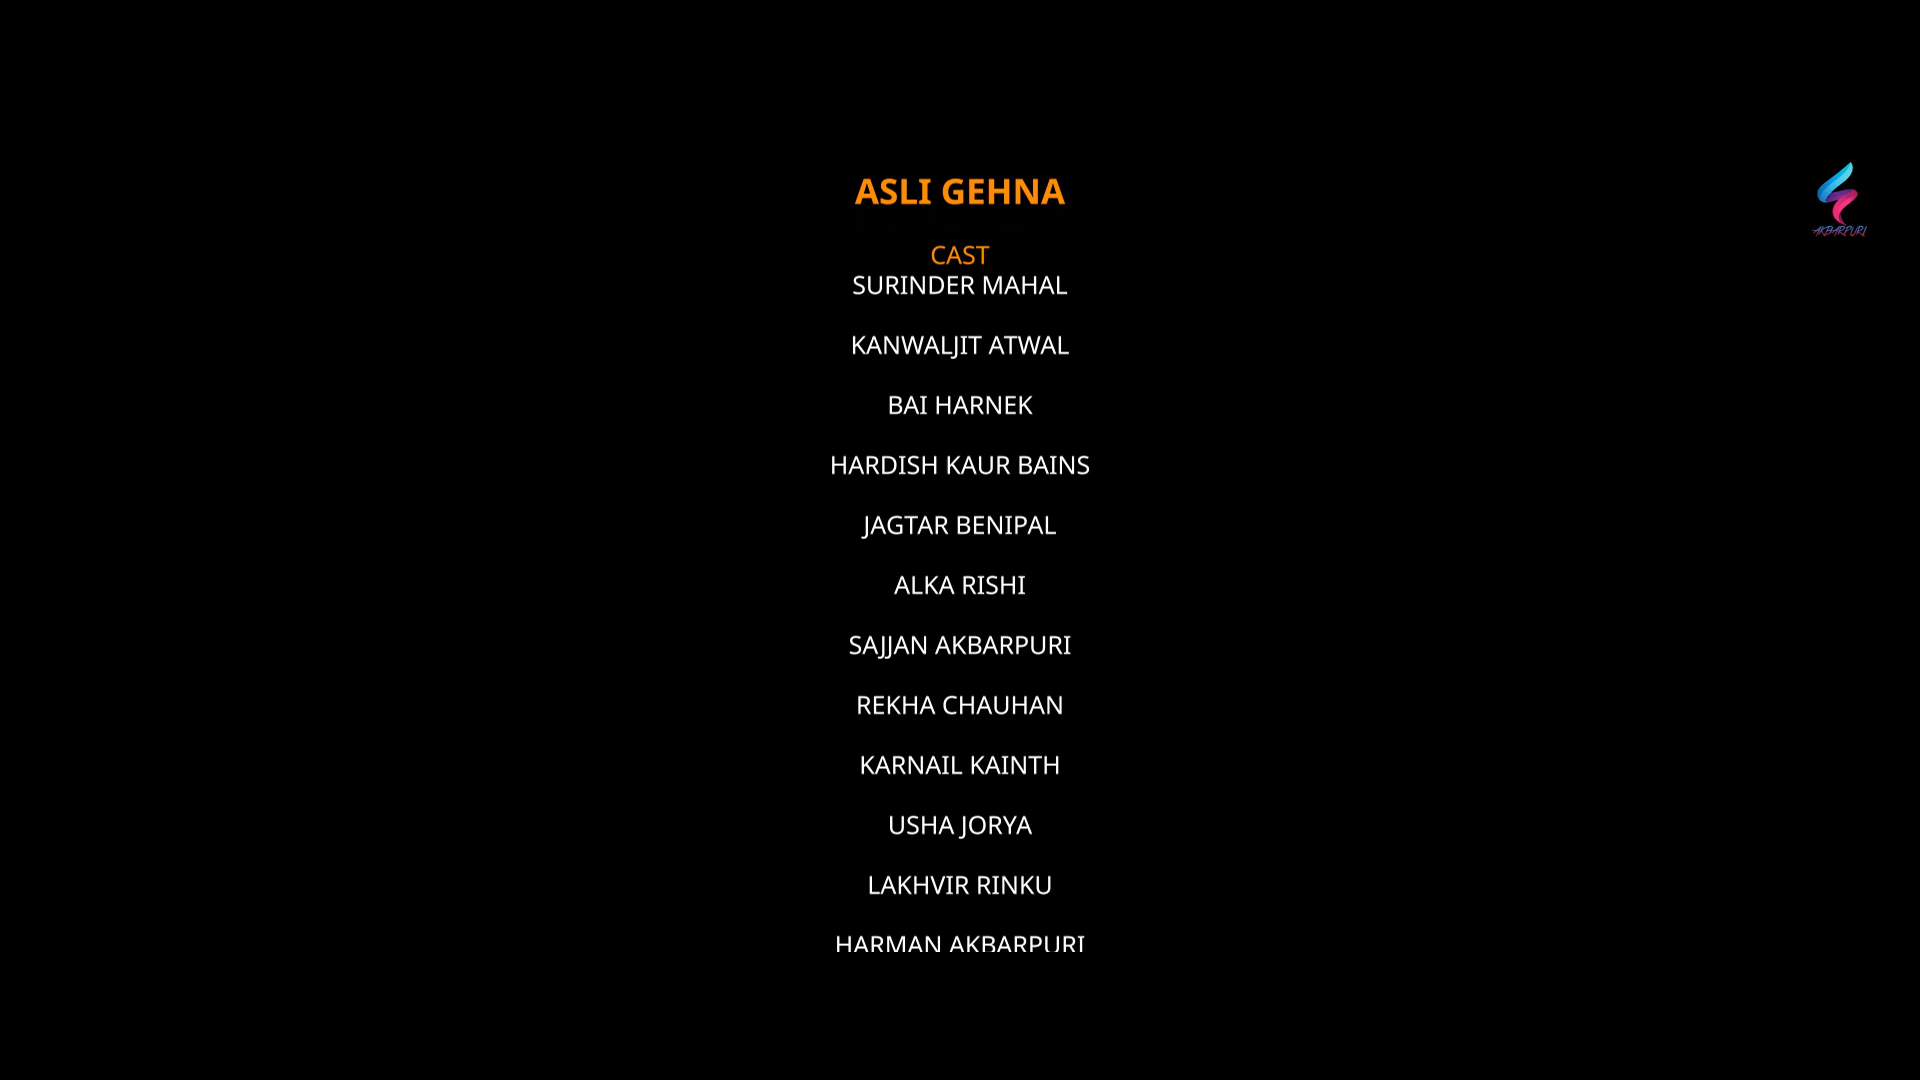 ASLI GEHNA
CAST
SURINDER MAHAL
KANWALJIT ATWAL
BAI HARNEK
HARDISH KAUR BAINS
JAGTAR BENIPAL
ALKA RISHI
SAJJAN AKBARPURI
REKHA CHAUHAN
KARNAIL KAINTH
USHA JORYA
LAKHVIR RINKU
HARMAN AKBARPURI
AKBARPURI